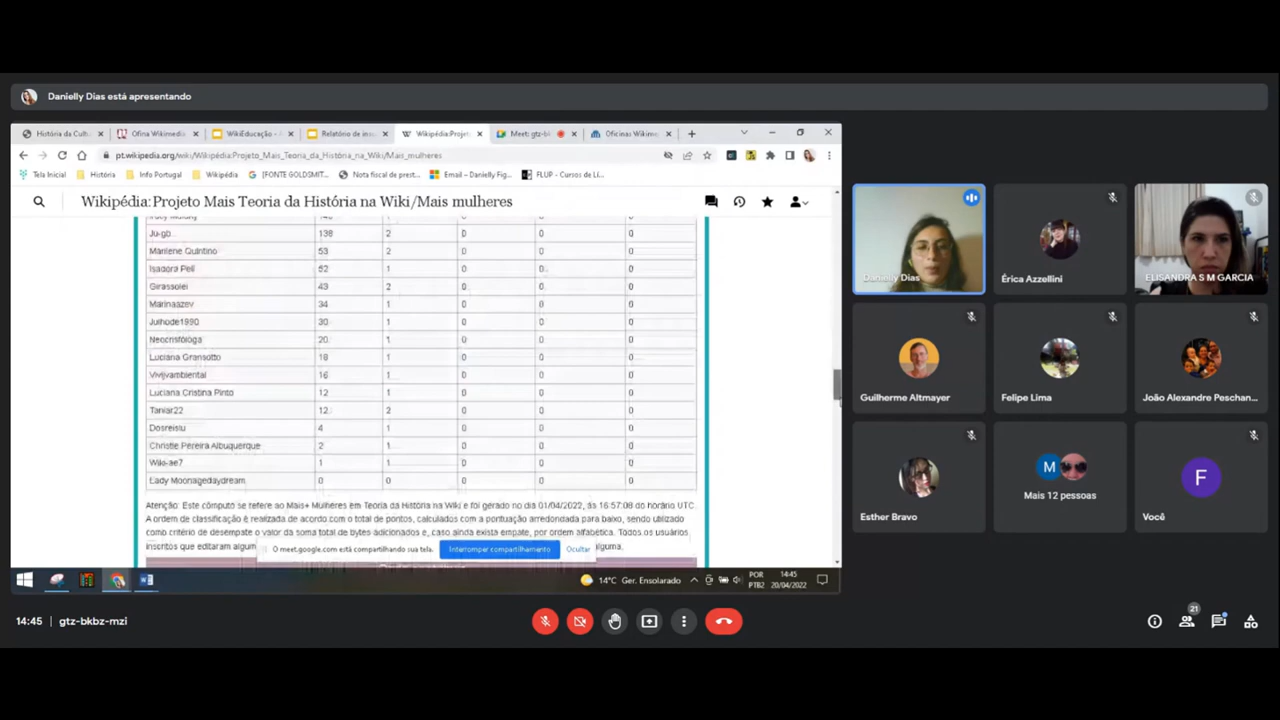 Danielly Dias está apresentando
História da Cult
Ofina Wikimedi
WikiEducação - A
Relatório de insc
Wikipédia:Projet
Meet: gtz-bk
Oficinas Wikime
pt.wikipedia.org/wiki/Wikipédia:Projeto_Mais_Teoria_da_História_na_Wiki/Mais_mulheres
Tela Inicial História Info Portugal Wikipédia [FONTE GOLDSMIT... Nota fiscal de prest... Email – Danielly Fig... FLUP - Cursos de Lí...
Wikipédia:Projeto Mais Teoria da História na Wiki/Mais mulheres
Ju-gb 138 2 0 0 0
Marilene Quintino 53 2 0 0 0
Isadora Pell 52 1 0 0 0
Girassolei 43 2 0 0 0
Marinaazev 34 1 0 0 0
Julhode1990 30 1 0 0 0
Neocrisfóloga 20 1 0 0 0
Luciana Gransotto 18 1 0 0 0
Vivijvambiental 16 1 0 0 0
Luciana Cristina Pinto 12 1 0 0 0
Taniar22 12 2 0 0 0
Dosreislu 4 1 0 0 0
Christie Pereira Albuquerque 2 1 0 0 0
Wiki-ae7 1 1 0 0 0
Lady Moonagedaydream 0 0 0 0 0
Atenção: Este cômputo se refere ao Mais+ Mulheres em Teoria da História na Wiki e foi gerado no dia 01/04/2022, às 16:57:08 do horário UTC.
A ordem de classificação é realizada de acordo com o total de pontos, calculados com a pontuação arredondada para baixo, sendo utilizado
como critério de desempate o valor da soma total de bytes adicionados e, caso ainda exista empate, por ordem alfabética. Todos os usuários
inscritos que editaram algum alguma.
O meet.google.com está compartilhando sua tela. Interromper compartilhamento Ocultar
14°C Ger. Ensolarado
POR
PTB2
14:45
20/04/2022
Danielly Dias
Érica Azzellini
ELISANDRA S M GARCIA
Guilherme Altmayer
Felipe Lima
João Alexandre Peschan...
Esther Bravo
M
Mais 12 pessoas
F
Você
14:45 gtz-bkbz-mzi
21